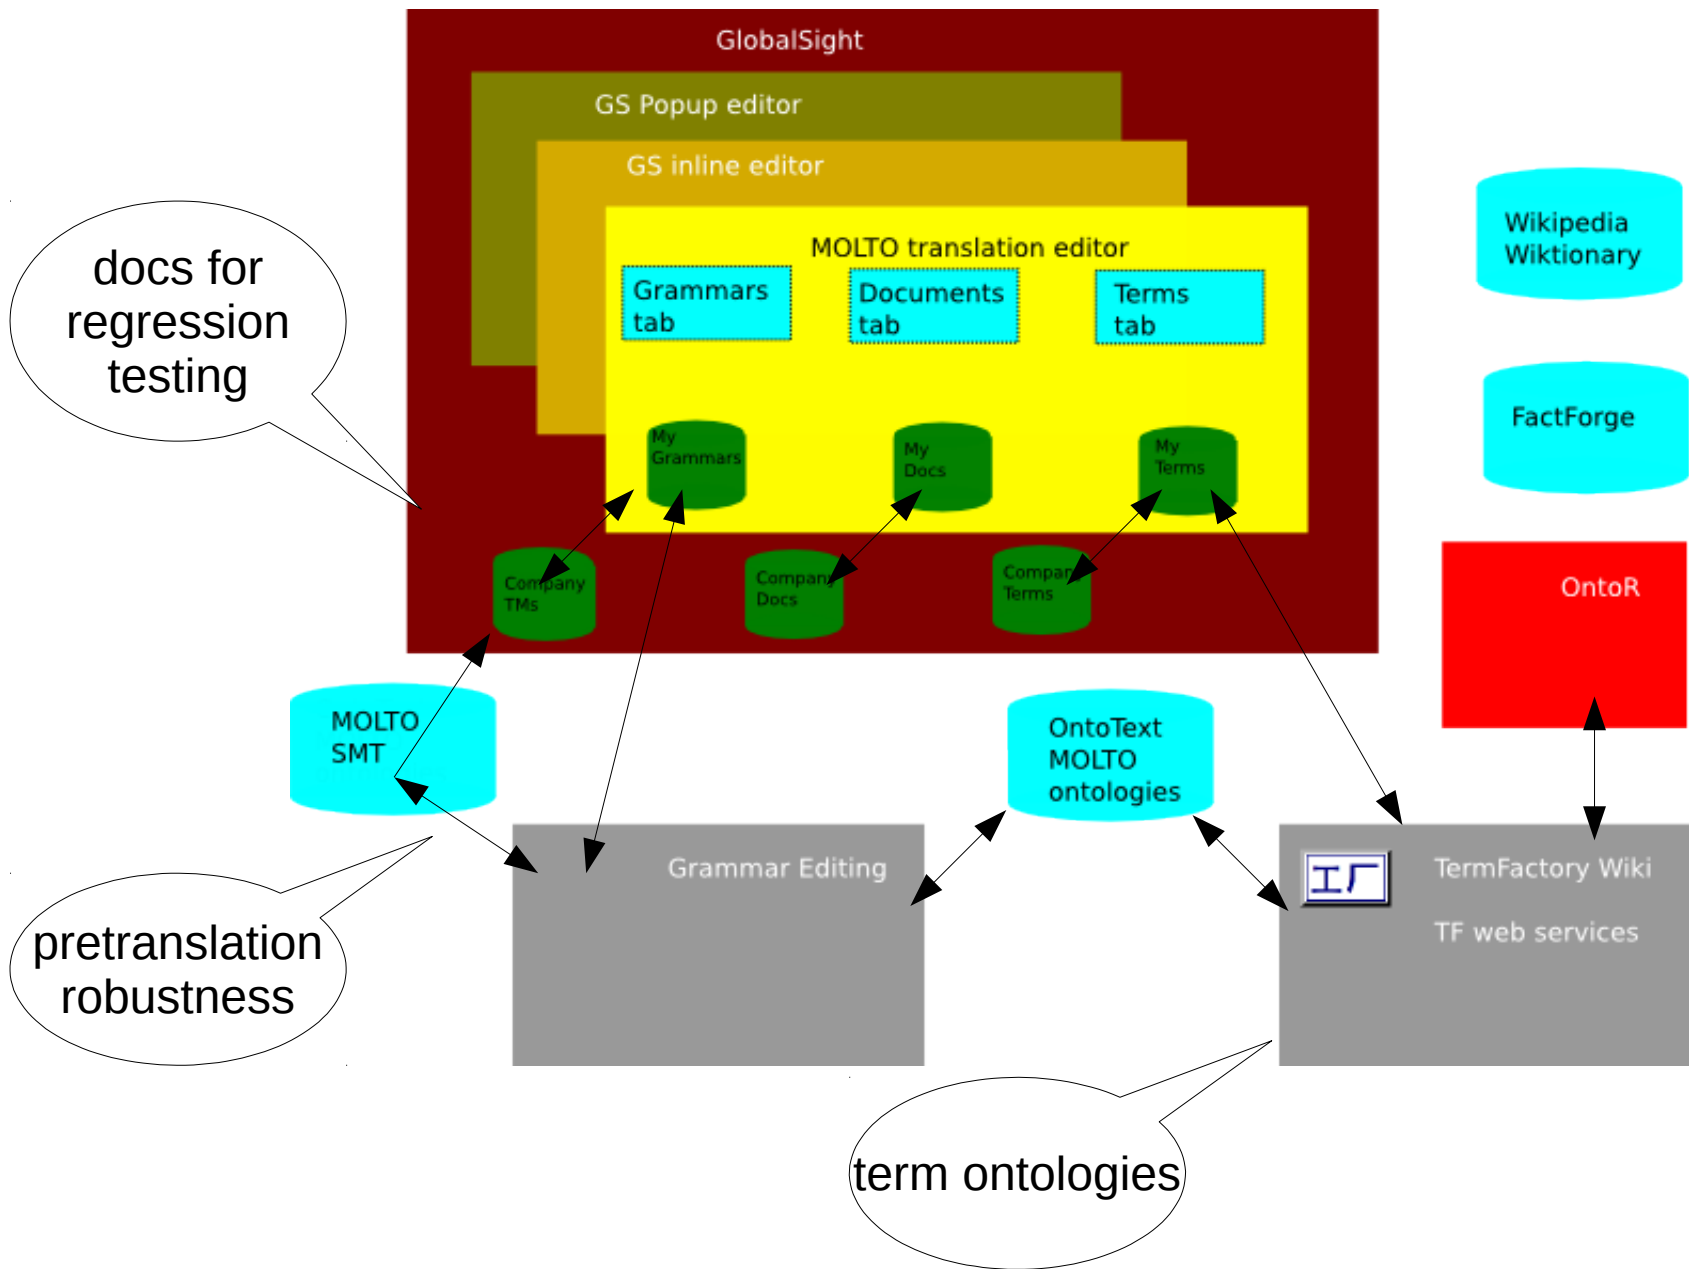 GlobalSight
GS Popup editor
GS inline editor
MOLTO translation editor
Grammars
tab
Documents
tab
Terms
tab
My
Grammars
My
Docs
My
Terms
Company
TMs
Company
Docs
Company
Terms
docs for
regression
testing
Wikipedia
Wiktionary
FactForge
OntoR
MOLTO
SMT
OntoText
MOLTO
ontologies
Grammar Editing
工厂
TermFactory Wiki
TF web services
pretranslation
robustness
term ontologies